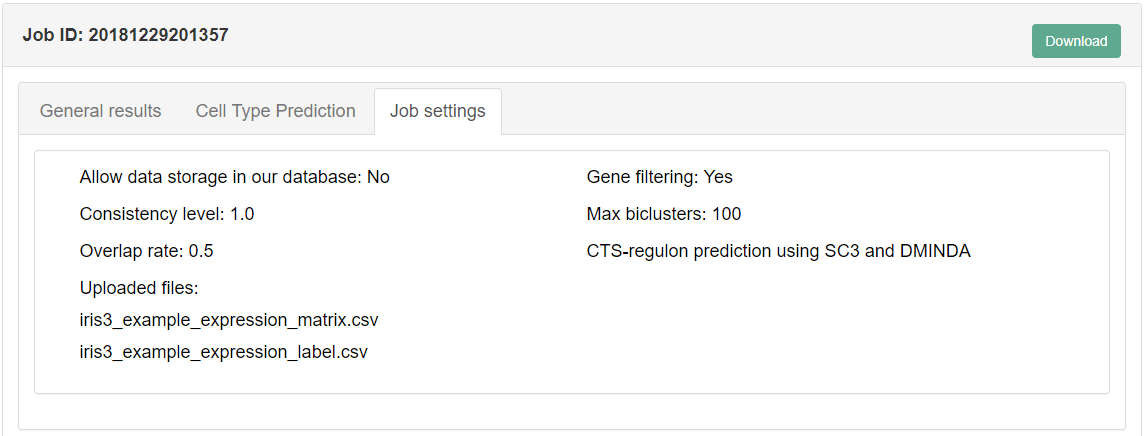 Job ID: 20181229201357
Download
General results
Cell Type Prediction
Job settings
Allow data storage in our database: No
Gene filtering: Yes
Consistency level: 1.0
Max biclusters: 100
Overlap rate: 0.5
CTS-regulon prediction using SC3 and DMINDA
Uploaded files:
iris3_example_expression_matrix.csv
iris3_example_expression_label.csv